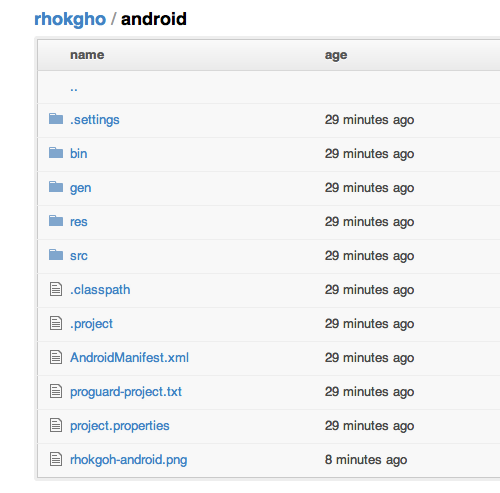 rhokgho / android
name age
..
.settings 29 minutes ago
bin 29 minutes ago
gen 29 minutes ago
res 29 minutes ago
src 29 minutes ago
.classpath 29 minutes ago
.project 29 minutes ago
AndroidManifest.xml 29 minutes ago
proguard-project.txt 29 minutes ago
project.properties 29 minutes ago
rhokgoh-android.png 8 minutes ago